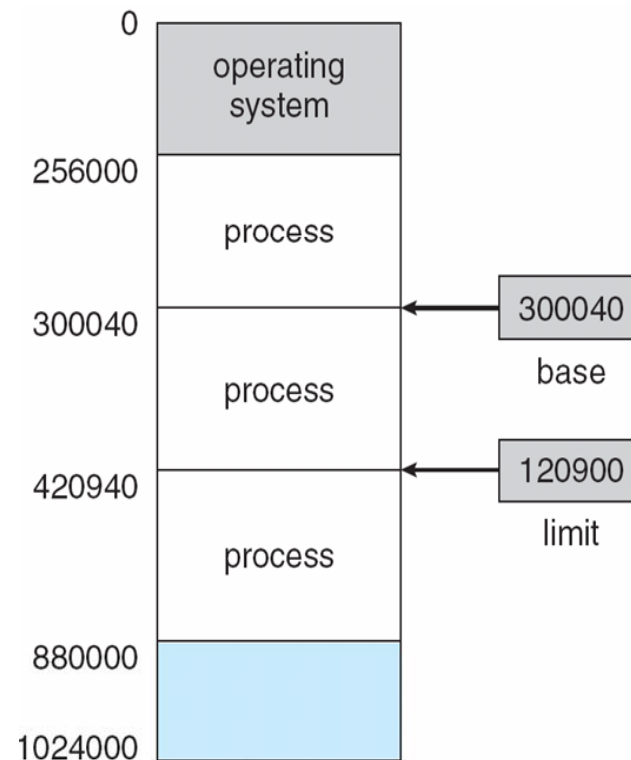 0
operating
system
256000
process
300040
300040
base
process
420940
120900
limit
process
880000
1024000